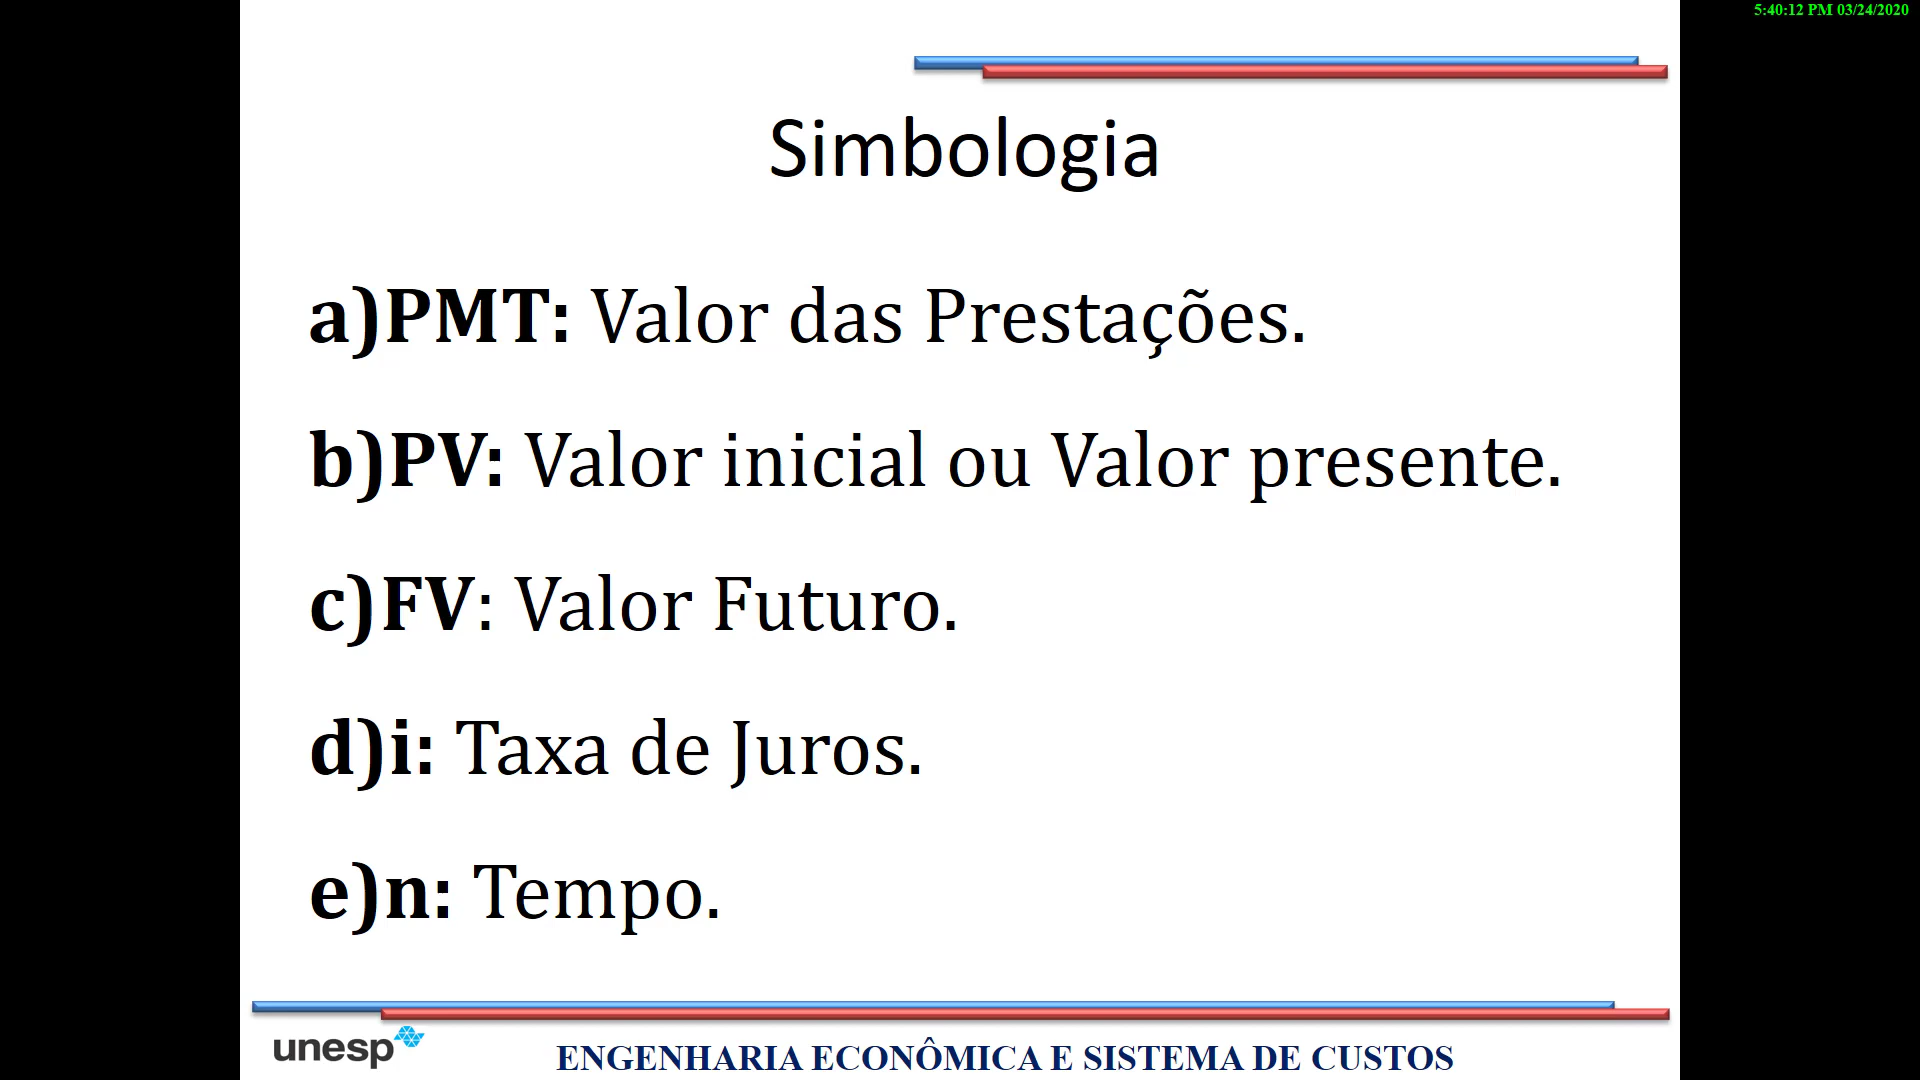 5:40:12 PM 03/24/2020
Simbologia
a)PMT: Valor das Prestações.
b)PV: Valor inicial ou Valor presente.
c)FV: Valor Futuro.
d)i: Taxa de Juros.
e)n: Tempo.
unesp
ENGENHARIA ECONÔMICA E SISTEMA DE CUSTOS